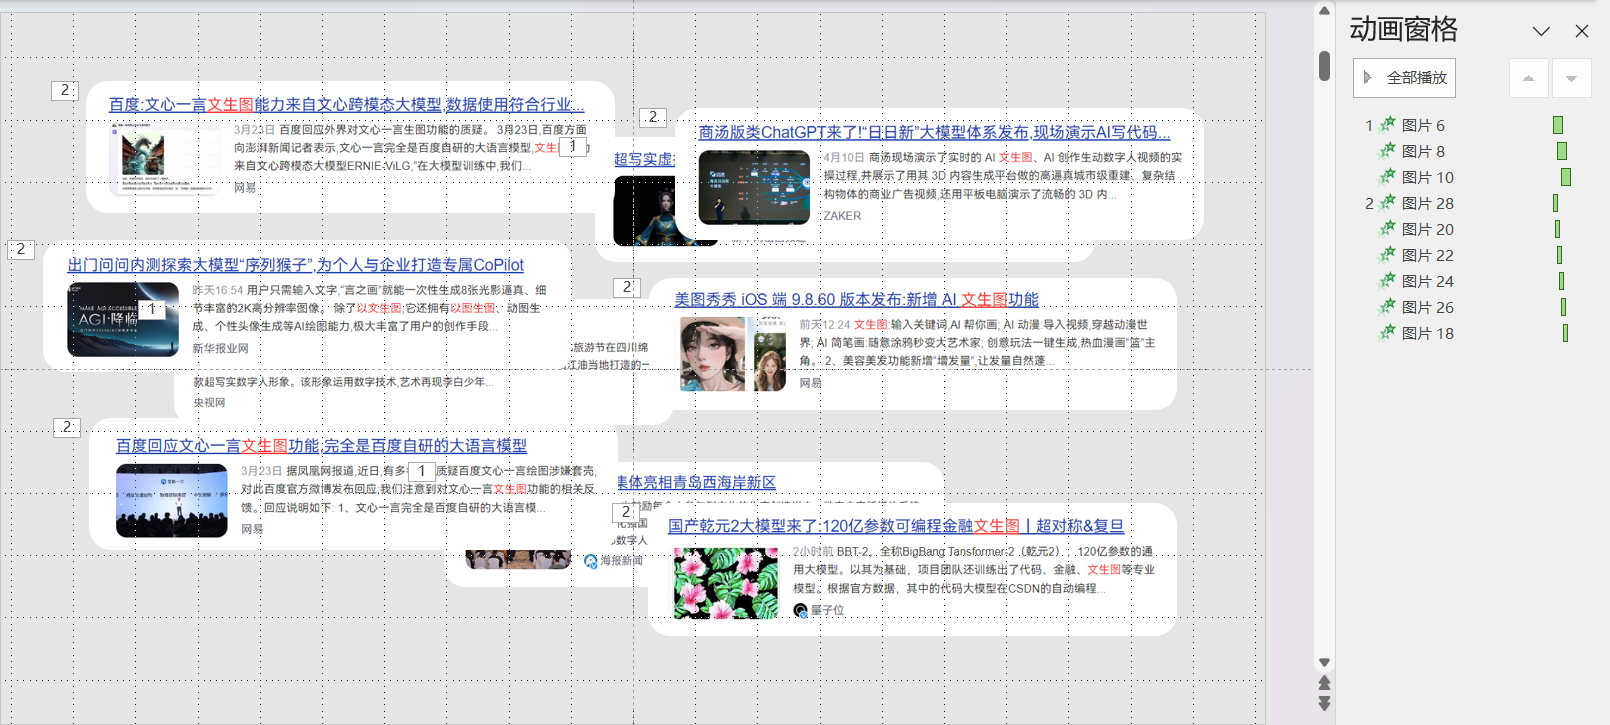 2
百度:文心一言文生图能力来自文心跨模态大模型,数据使用符合行业...
3月23日 百度回应外界对文心一言生图功能的质疑。 3月23日,百度方面
向澎湃新闻记者表示,文心一言完全是百度自研的大语言模型,文生
1
来自文心跨模态大模型ERNIE-ViLG,“在大模型训练中,我们...
网易
2
商汤版类ChatGPT来了!“日日新”大模型体系发布,现场演示AI写代码...
4月10日 商汤现场演示了实时的 AI 文生图、AI 创作生动数字人视频的实
操过程,并展示了用其 3D 内容生成平台做的高逼真城市级重建、复杂结
构物体的商业广告视频,还用平板电脑演示了流畅的 3D 内...
ZAKER
超写实虚
2
出门问问内测探索大模型“序列猴子”,为个人与企业打造专属CoPilot
昨天16:54 用户只需输入文字,“言之画”就能一次性生成8张光影逼真、细
节丰富的2K高分辨率图像。 除了以文生图;它还拥有以图生图、动图生
成、个性头像生成等AI绘图能力,极大丰富了用户的创作手段...
新华报业网
MAKE AGI ACCESSIBLE
AGI·降临
1
旅游节在四川绵
江油当地打造的一
款超写实数字人形象。该形象运用数字技术,艺术再现李白少年...
央视网
2
美图秀秀 iOS 端 9.8.60 版本发布:新增 AI 文生图功能
前天12:24 文生图:输入关键词,AI 帮你画; AI 动漫:导入视频,穿越动漫世
界; AI 简笔画:随意涂鸦秒变大艺术家; 创意玩法一键生成,热血漫画“篮”主
角。 2、美容美发功能新增“增发量”,让发量自然蓬...
网易
2
百度回应文心一言文生图功能,完全是百度自研的大语言模型
3月23日 据凤凰网报道,近日,有多
1
质疑百度文心一言绘图涉嫌套壳,
对此百度官方微博发布回应:我们注意到对文心一言文生图功能的相关反
馈。回应说明如下: 1、文心一言完全是百度自研的大语言模...
网易
集体亮相青岛西海岸新区
数字人
海报新闻
2
国产乾元2大模型来了:120亿参数可编程金融文生图丨超对称&复旦
2小时前 BBT-2，全称BigBang Tansformer-2（乾元2），120亿参数的通
用大模型。以其为基础，项目团队还训练出了代码、金融、文生图等专业
模型。根据官方数据，其中的代码大模型在CSDN的自动编程...
量子位
动画窗格
全部播放
1 图片 6
图片 8
图片 10
2 图片 28
图片 20
图片 22
图片 24
图片 26
图片 18